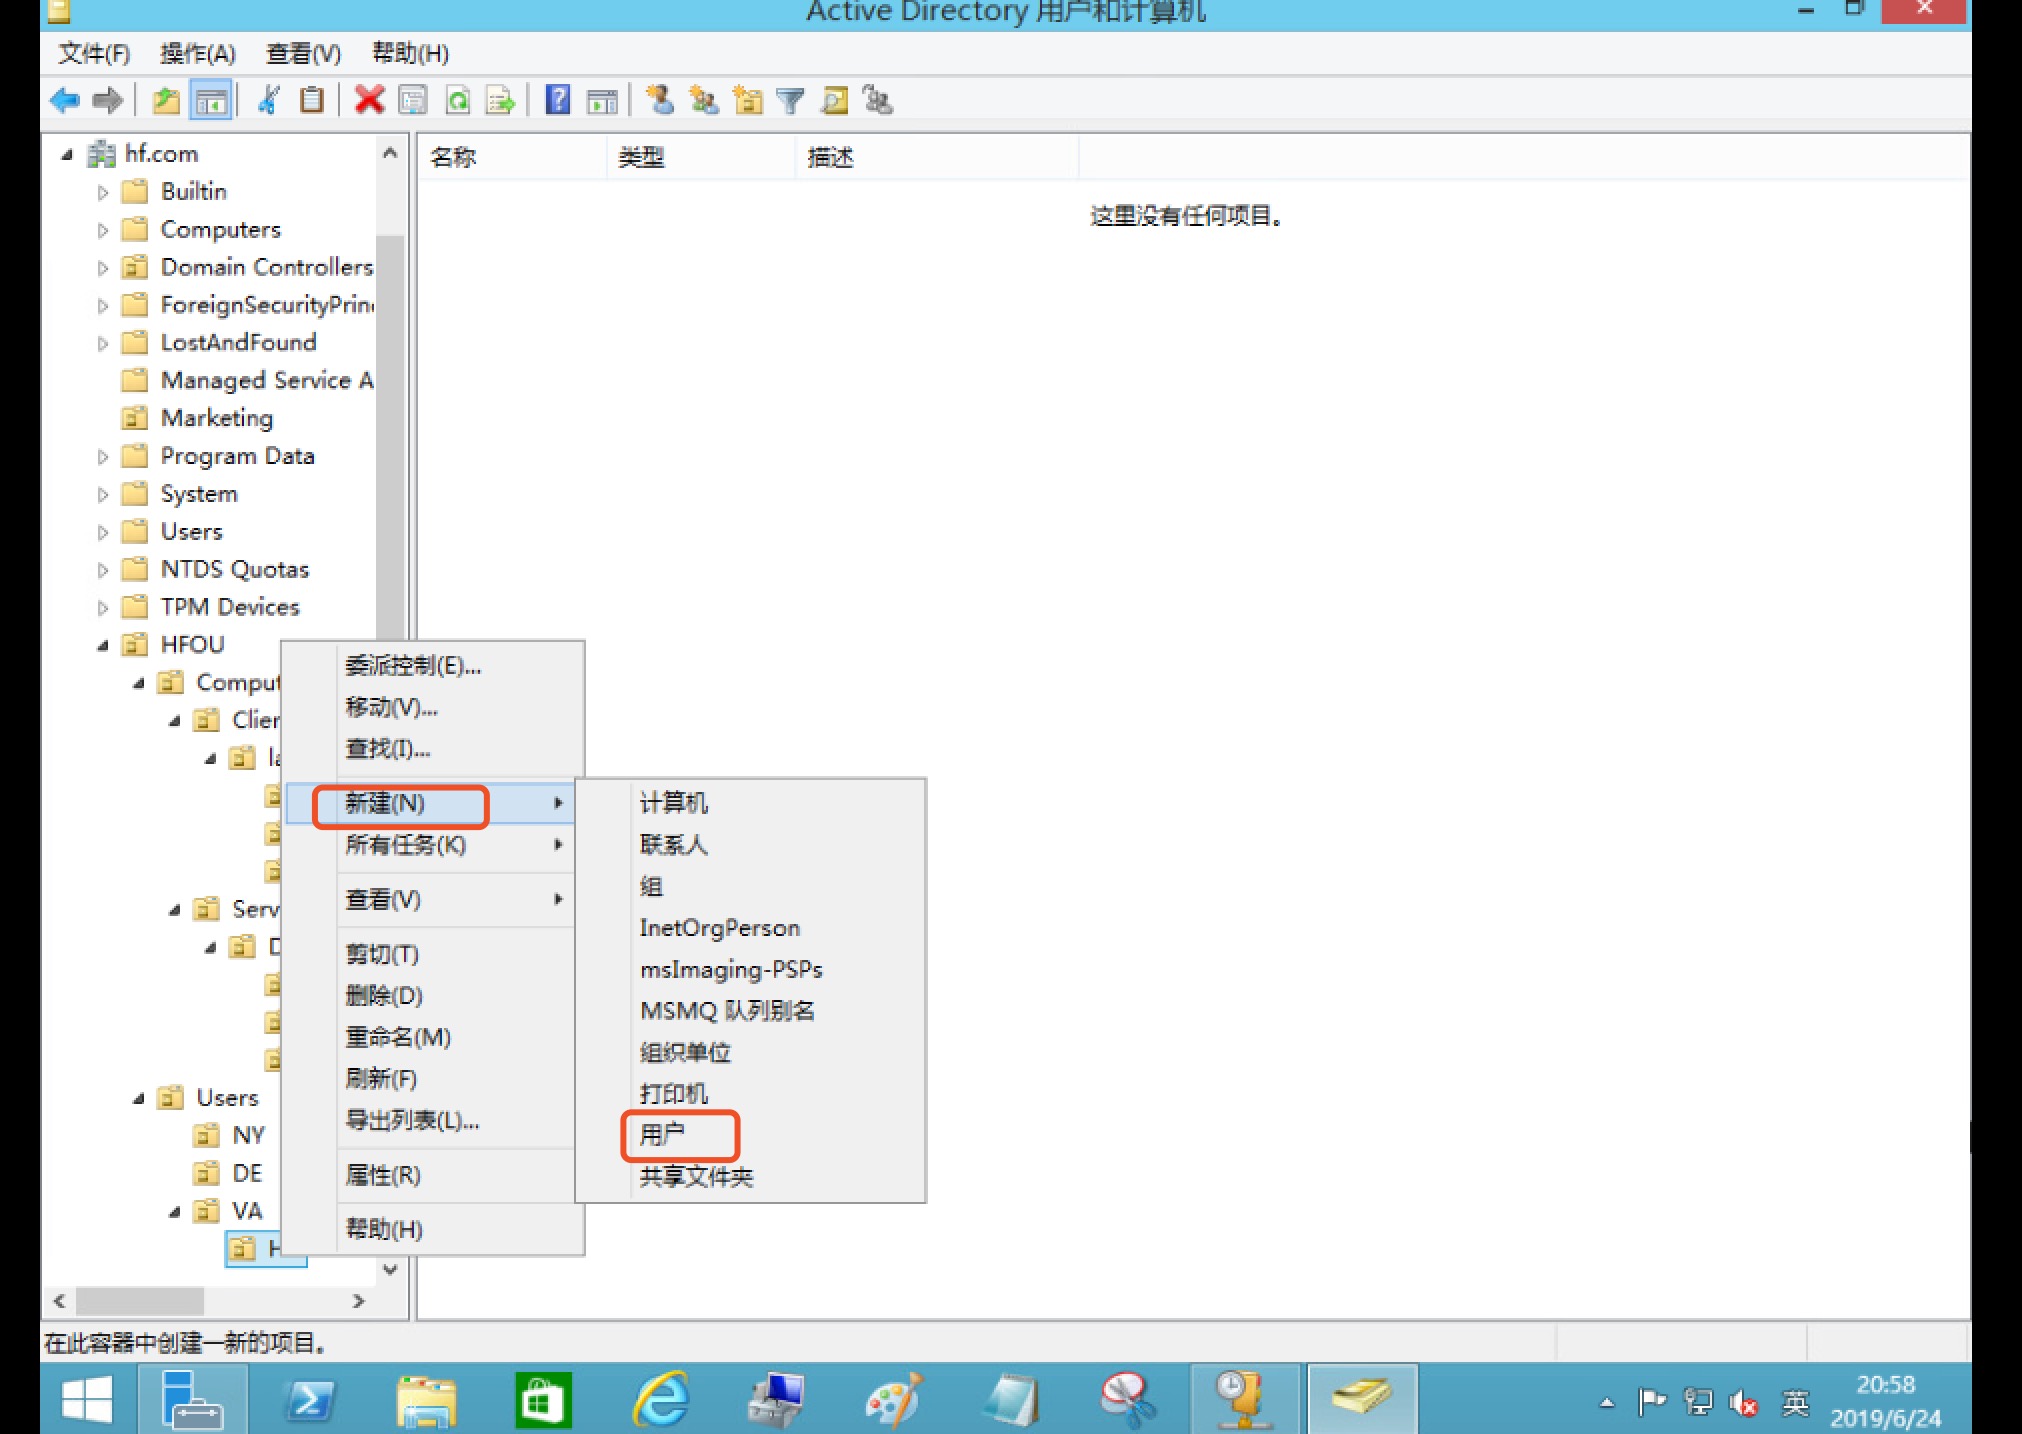 Active Directory 用户和计算机
文件(F) 操作(A) 查看(V) 帮助(H)
hf.com
Builtin
Computers
Domain Controllers
ForeignSecurityPrin
LostAndFound
Managed Service A
Marketing
Program Data
System
Users
NTDS Quotas
TPM Devices
HFOU
Comput
Clien
la
Serv
D
Users
NY
DE
VA
H
名称 类型 描述
这里没有任何项目。
委派控制(E)...
移动(V)...
查找(I)...
新建(N)
所有任务(K)
查看(V)
剪切(T)
删除(D)
重命名(M)
刷新(F)
导出列表(L)...
属性(R)
帮助(H)
计算机
联系人
组
InetOrgPerson
msImaging-PSPs
MSMQ 队列别名
组织单位
打印机
用户
共享文件夹
在此容器中创建一新的项目。
英
20:58
2019/6/24